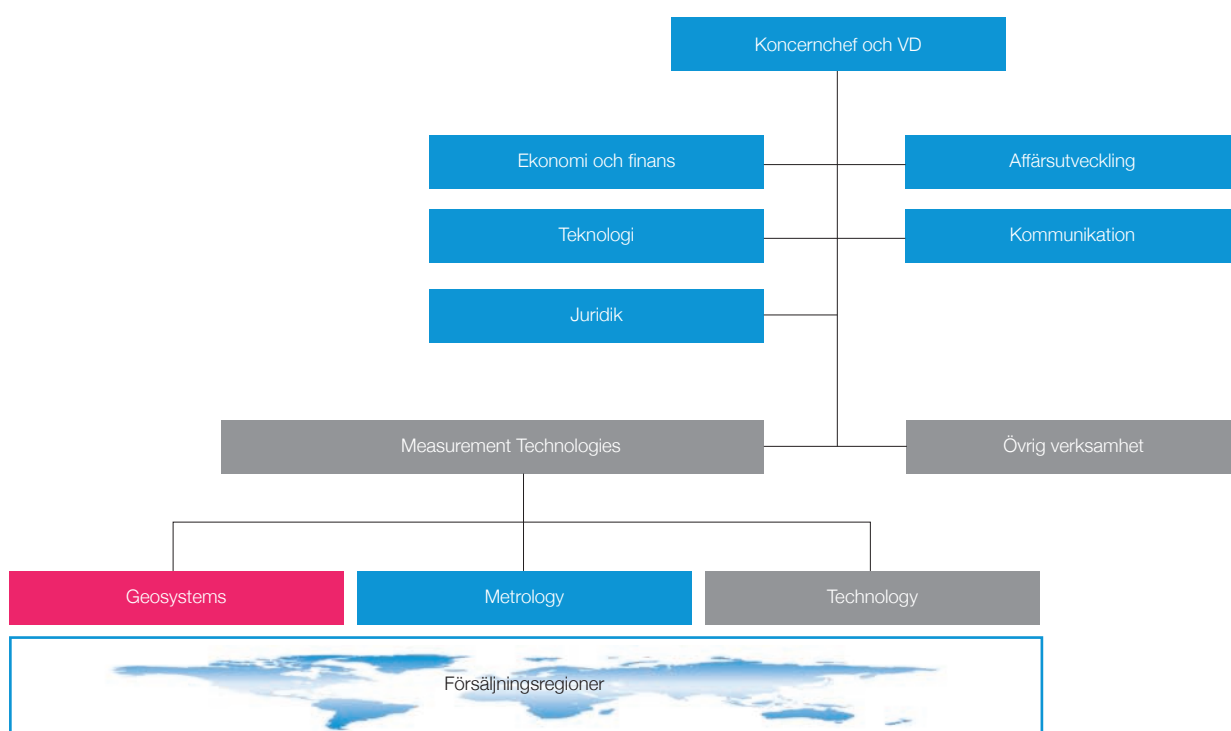 Koncernchef och VD
Ekonomi och finans
Affärsutveckling
Teknologi
Kommunikation
Juridik
Measurement Technologies
Övrig verksamhet
Geosystems
Metrology
Technology
Försäljningsregioner